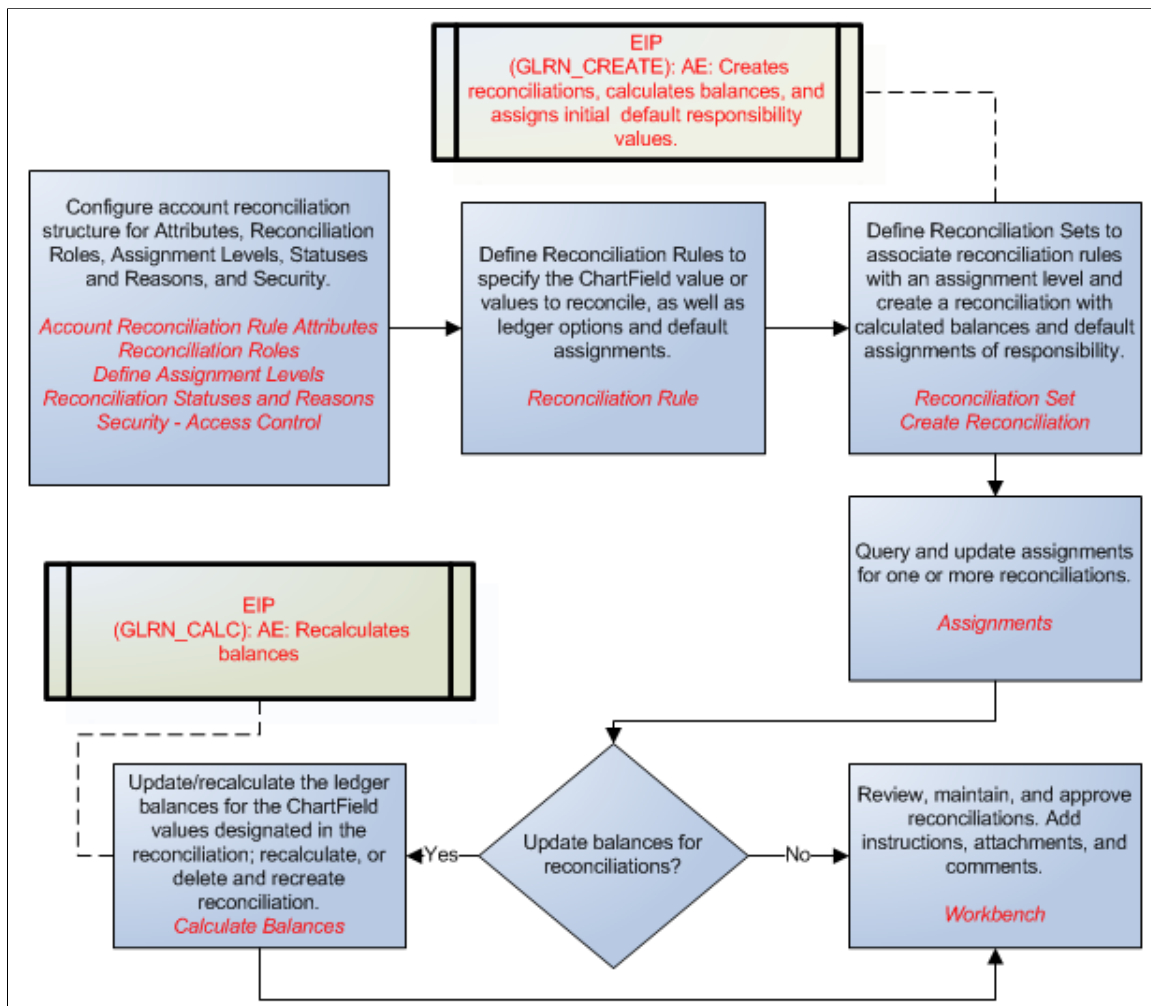 EIP
(GLRN_CREATE): AE: Creates
reconciliations, calculates balances, and
assigns initial default responsibility
values.
Configure account reconciliation
structure for Attributes, Reconciliation
Roles, Assignment Levels, Statuses
and Reasons, and Security.
Account Reconciliation Rule Attributes
Reconciliation Roles
Define Assignment Levels
Reconciliation Statuses and Reasons
Security - Access Control
Define Reconciliation Rules to
specify the ChartField value or
values to reconcile, as well as
ledger options and default
assignments.
Reconciliation Rule
Define Reconciliation Sets to
associate reconciliation rules
with an assignment level and
create a reconciliation with
calculated balances and default
assignments of responsibility.
Reconciliation Set
Create Reconciliation
Query and update assignments
for one or more reconciliations.
Assignments
EIP
(GLRN_CALC): AE: Recalculates
balances
Update/recalculate the ledger
balances for the ChartField
values designated in the
reconciliation; recalculate, or
delete and recreate
reconciliation.
Calculate Balances
Yes
Update balances for
reconciliations?
No
Review, maintain, and approve
reconciliations. Add
instructions, attachments, and
comments.
Workbench